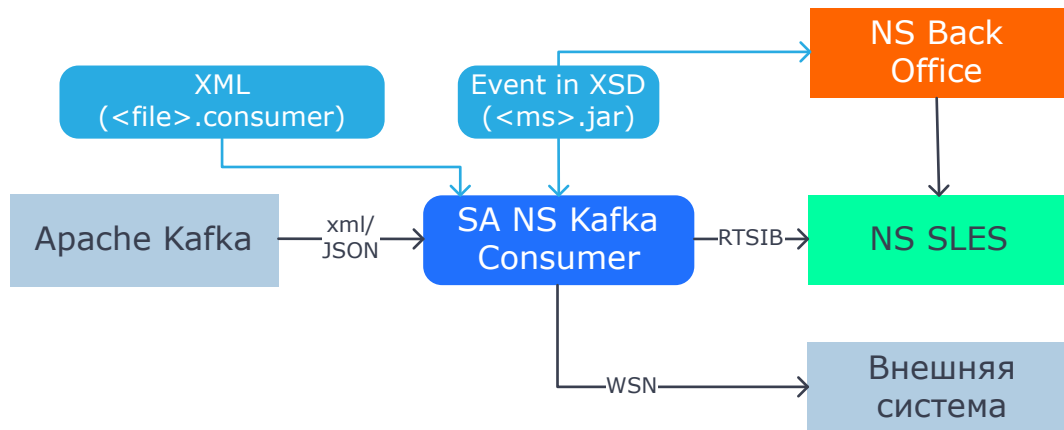 XML
(<file>.consumer)
Event in XSD
(<ms>.jar)
NS Back
Office
Apache Kafka
xml/
JSON
SA NS Kafka
Consumer
RTSIB
NS SLES
WSN
Внешняя
система